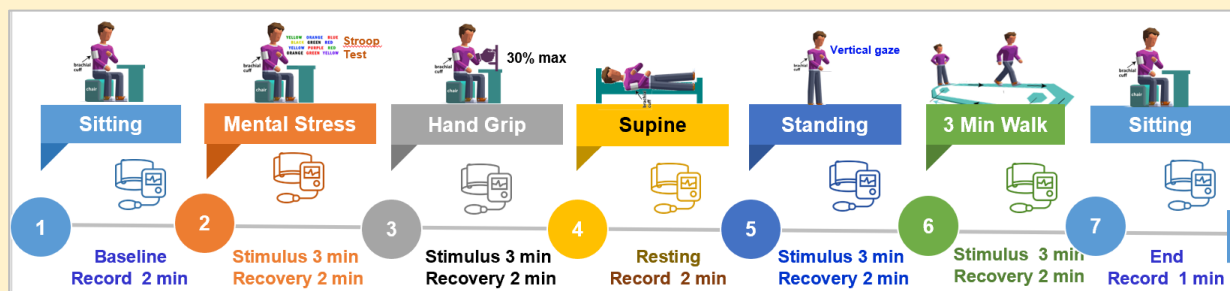 YELLOW ORANGE BLUE
BLACK GREEN RED
YELLOW PURPLE RED
ORANGE GREEN YELLOW
Stroop
Test
brachial
cuff
chair
brachial
cuff
chair
brachial
cuff
chair
30% max
brachial
cuff
Vertical gaze
brachial
cuff
brachial
cuff
brachial
cuff
chair
Sitting
Mental Stress
Hand Grip
Supine
Standing
3 Min Walk
Sitting
1
2
3
4
5
6
7
Baseline
Record 2 min
Stimulus 3 min
Recovery 2 min
Stimulus 3 min
Recovery 2 min
Resting
Record 2 min
Stimulus 3 min
Recovery 2 min
Stimulus 3 min
Recovery 2 min
End
Record 1 min